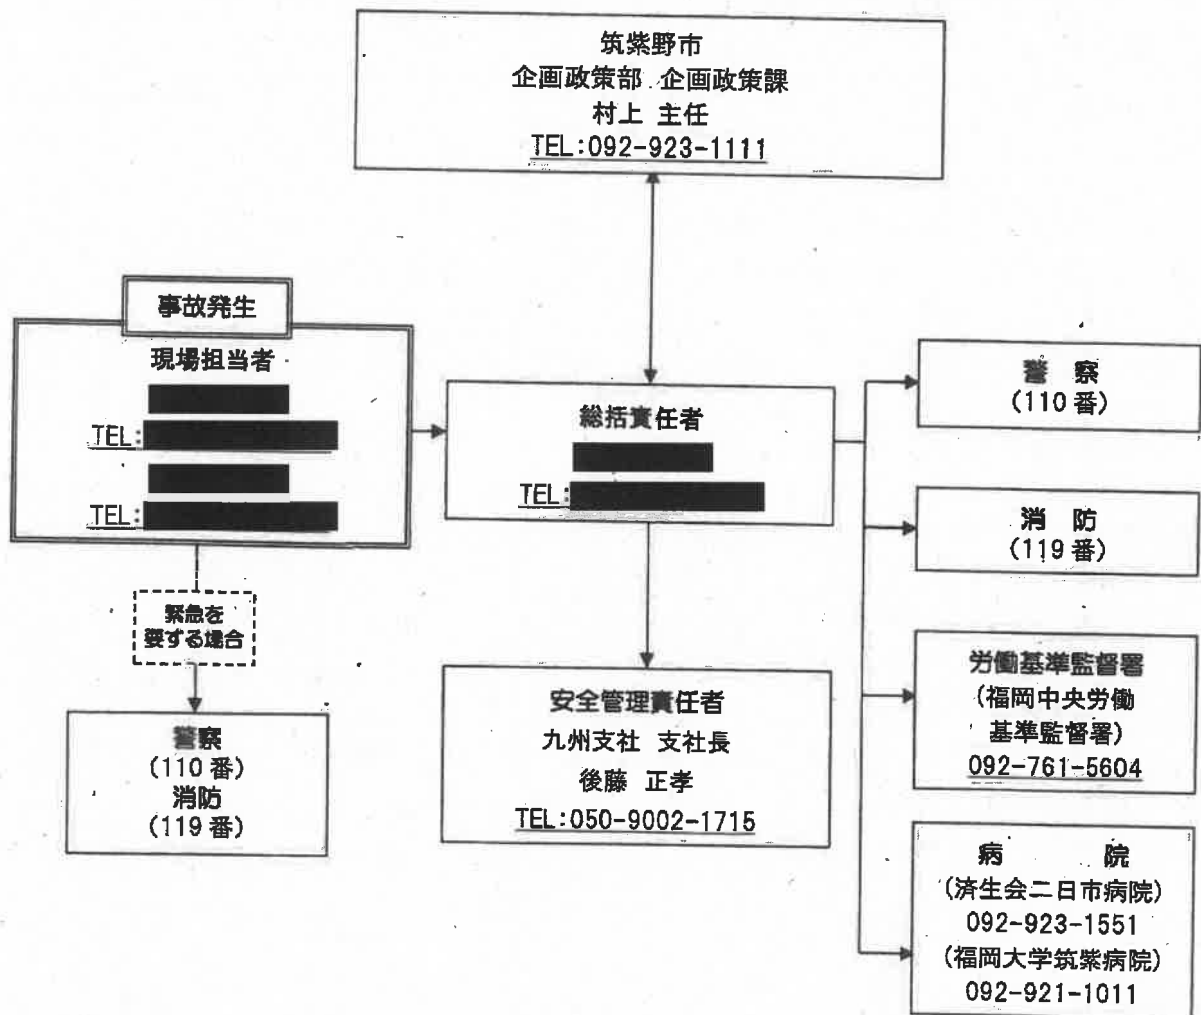 筑紫野市
企画政策部 企画政策課
村上 主任
TEL:092-923-1111
事故発生
現場担当者
TEL:
TEL:
緊急を
要する場合
警察
(110番)
消防
(119番)
総括責任者
TEL:
安全管理責任者
九州支社 支社長
後藤 正孝
TEL:050-9002-1715
警 察
(110番)
消 防
(119番)
労働基準監督署
(福岡中央労働
基準監督署)
092-761-5604
病 院
(済生会二日市病院)
092-923-1551
(福岡大学筑紫病院)
092-921-1011